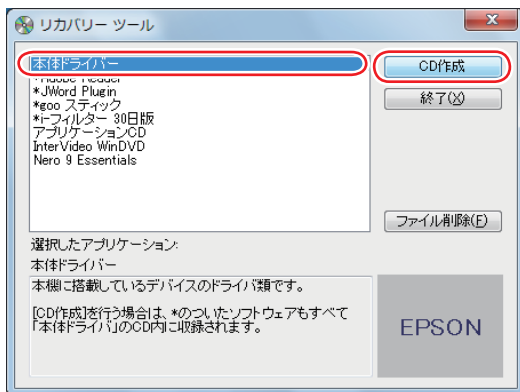 リカバリー ツール
本体ドライバー
*Adobe Reader
*JWord Plugin
*goo スティック
*i-フィルター 30日版
アプリケーションCD
InterVideo WinDVD
Nero 9 Essentials
CD作成
終了(X)
ファイル削除(F)
選択したアプリケーション:
本体ドライバー
本機に搭載しているデバイスのドライバ類です。
[CD作成]を行う場合は、*のついたソフトウェアもすべて
「本体ドライバ」のCD内に収録されます。
EPSON